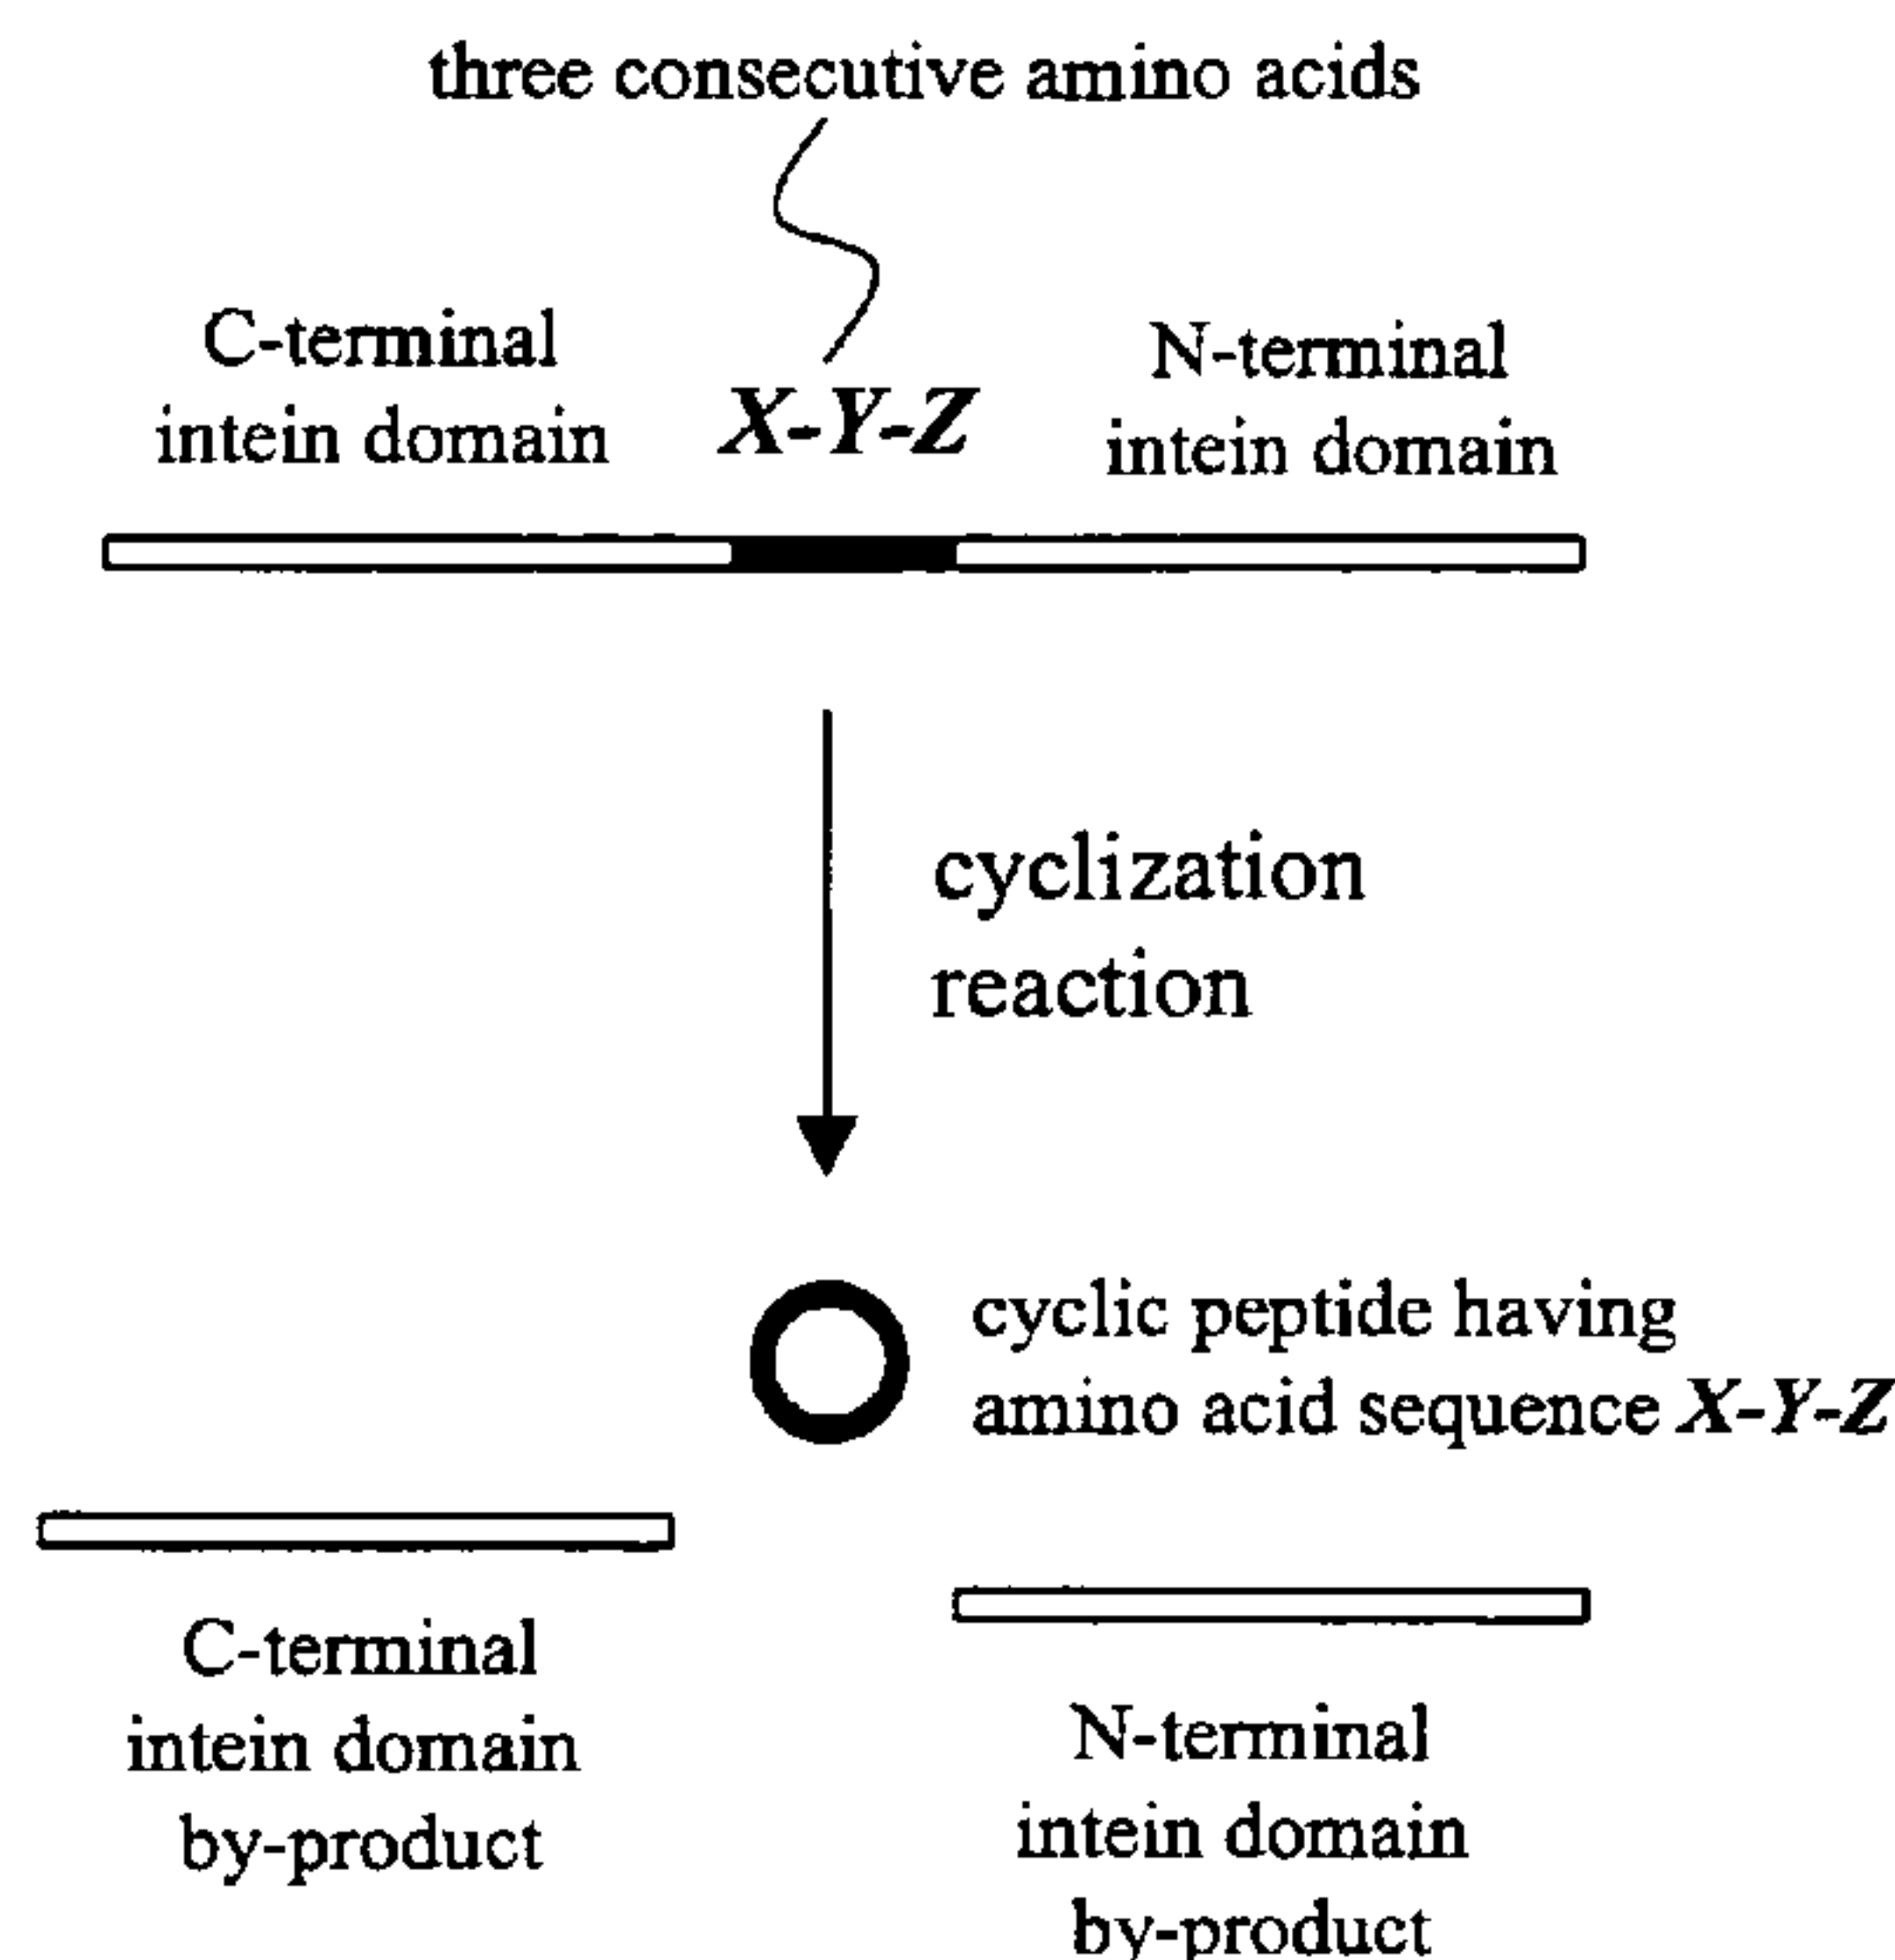 three consecutive amino acids
C-terminal
intein domain
X-Y-Z
N-terminal
intein domain
cyclization
reaction
cyclic peptide having
amino acid sequence X-Y-Z
C-terminal
intein domain
by-product
N-terminal
intein domain
by-product